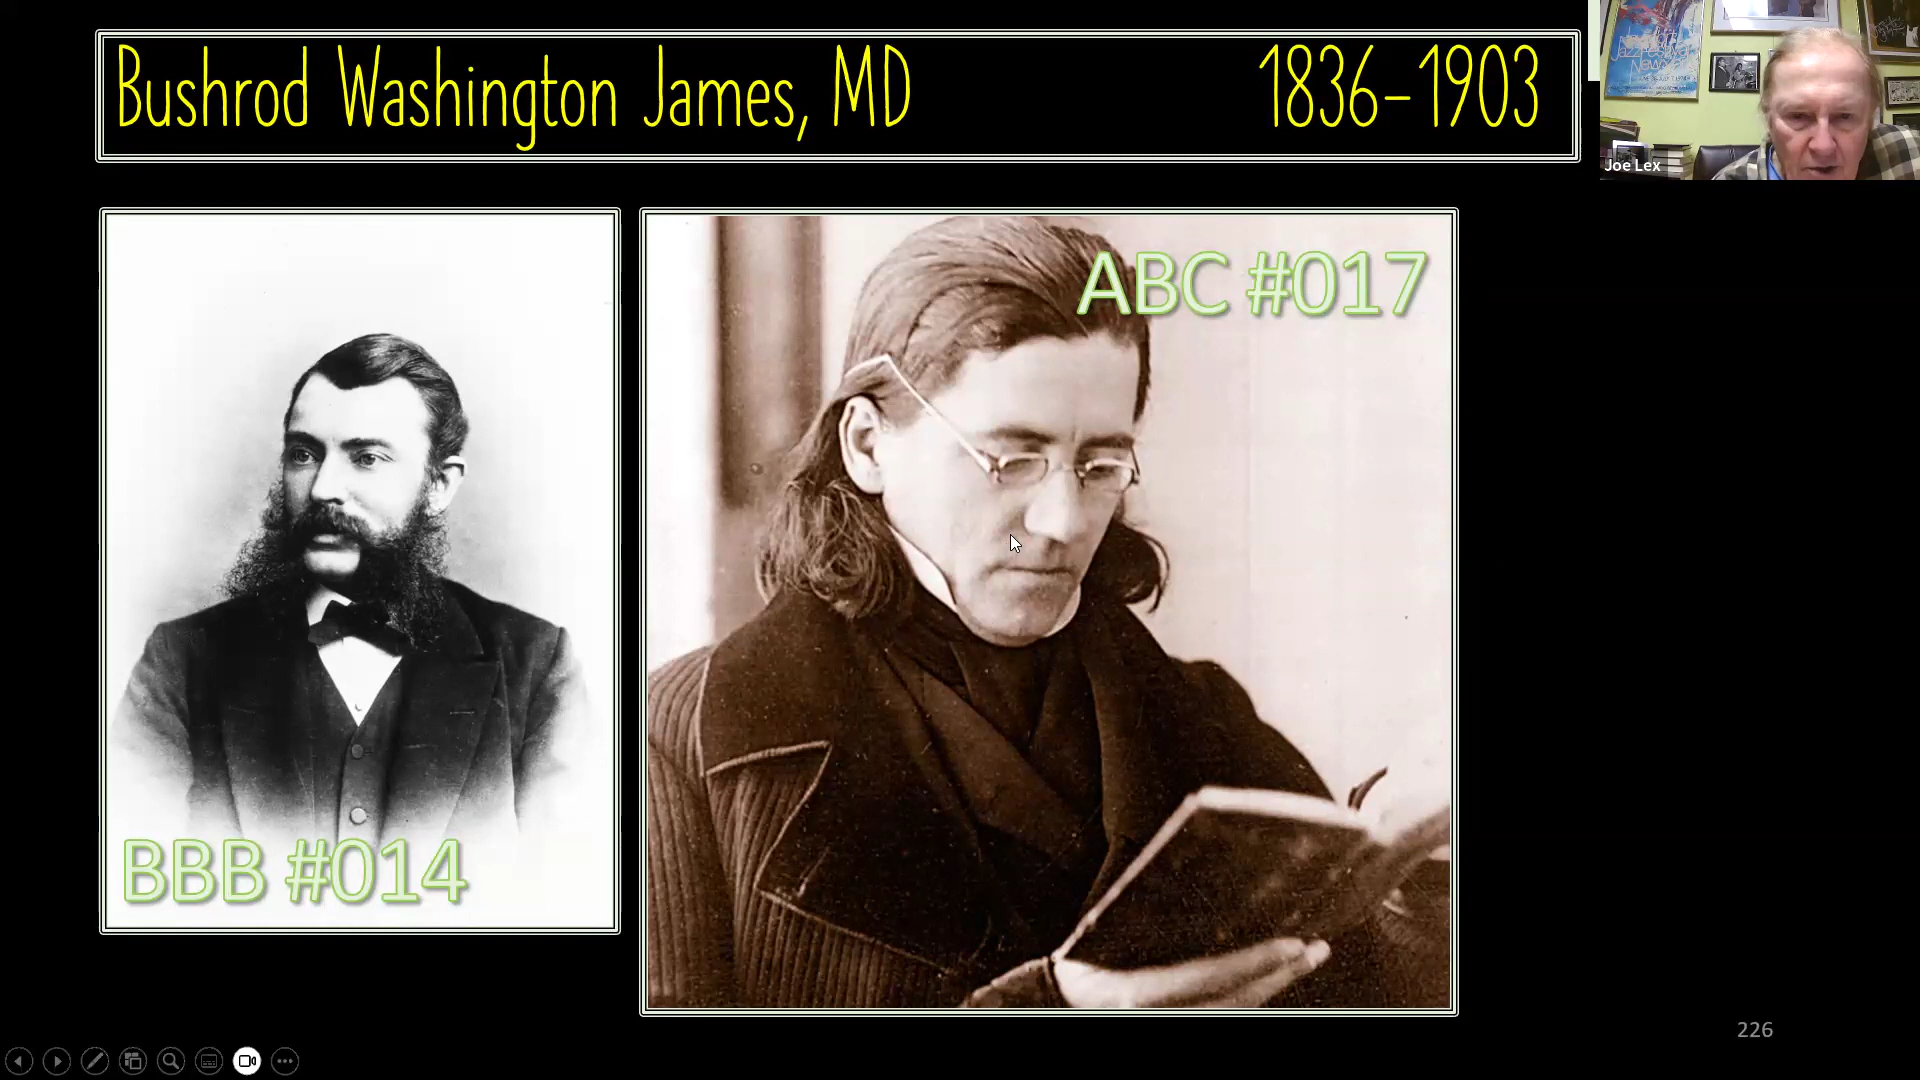 Bushrod Washington James, MD 1836-1903
Joe Lex
ABC #017
BBB #014
226